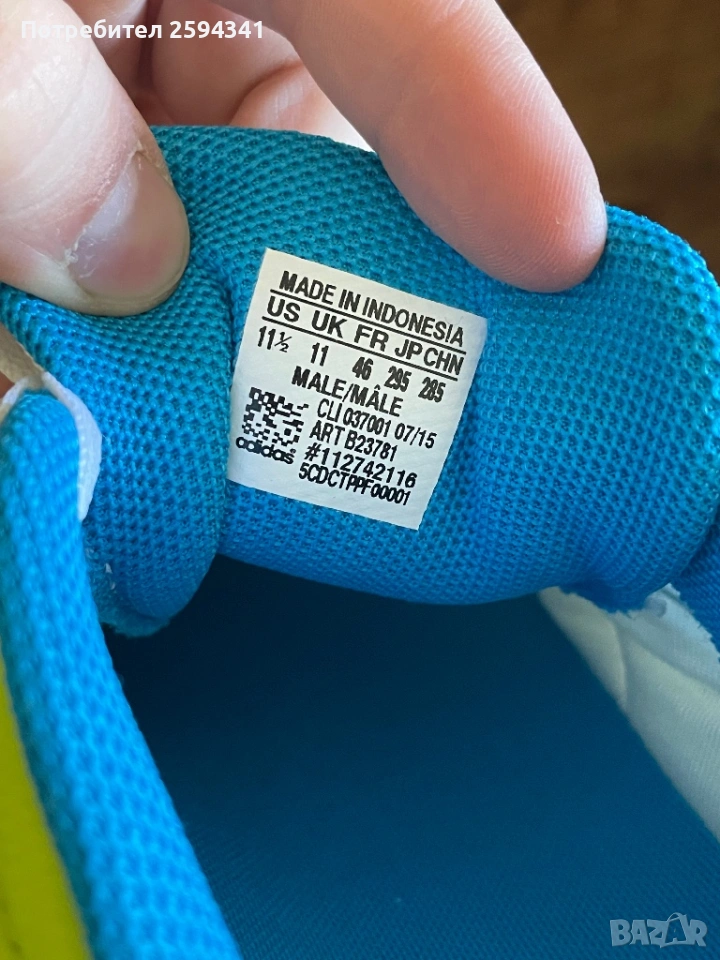 Потребител 2594341
MADE IN INDONESIA
US UK FR JP CHN
11½ 11 46 295 285
MALE/MÂLE
CLI 037001 07/15
ART B23781
#112742116
adidas 5CDCTPPF00001
BAZAR